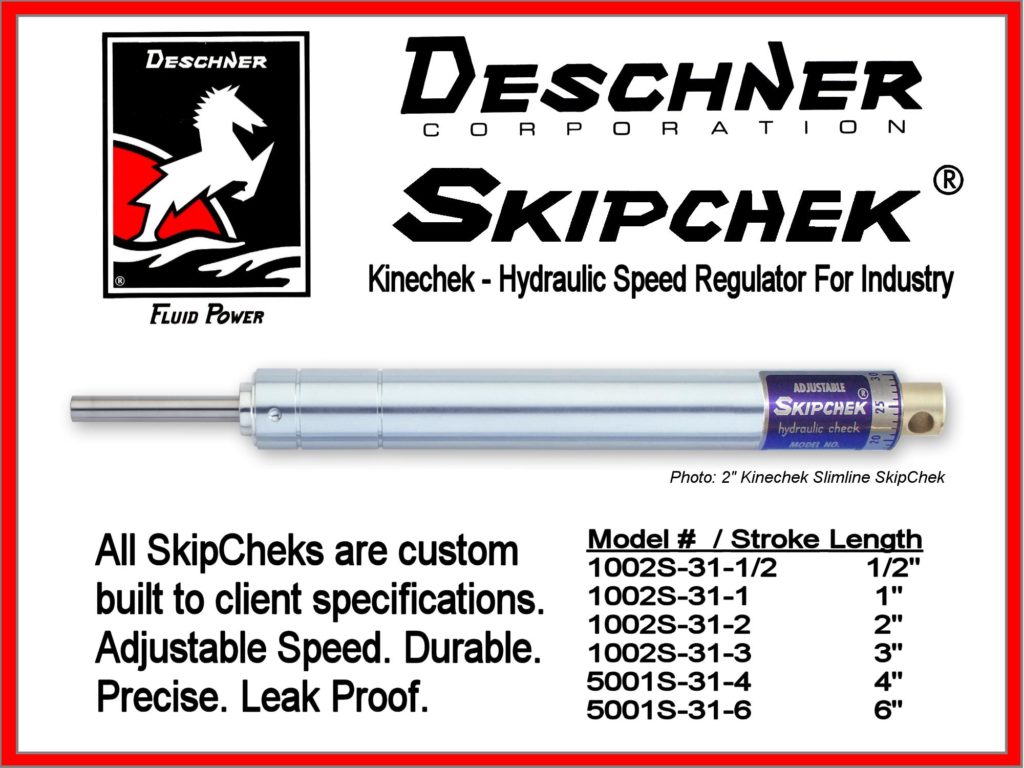 DESCHNER
®
FLUID POWER
DESCHNER
CORPORATION
SKIPCHEK®
Kinechek - Hydraulic Speed Regulator For Industry
ADJUSTABLE
SKIPCHEK®
hydraulic check
MODEL NO.
30
25
20
Photo: 2" Kinechek Slimline SkipChek
All SkipCheks are custom
built to client specifications.
Adjustable Speed. Durable.
Precise. Leak Proof.
Model # / Stroke Length
1002S-31-1/2 1/2"
1002S-31-1 1"
1002S-31-2 2"
1002S-31-3 3"
5001S-31-4 4"
5001S-31-6 6"